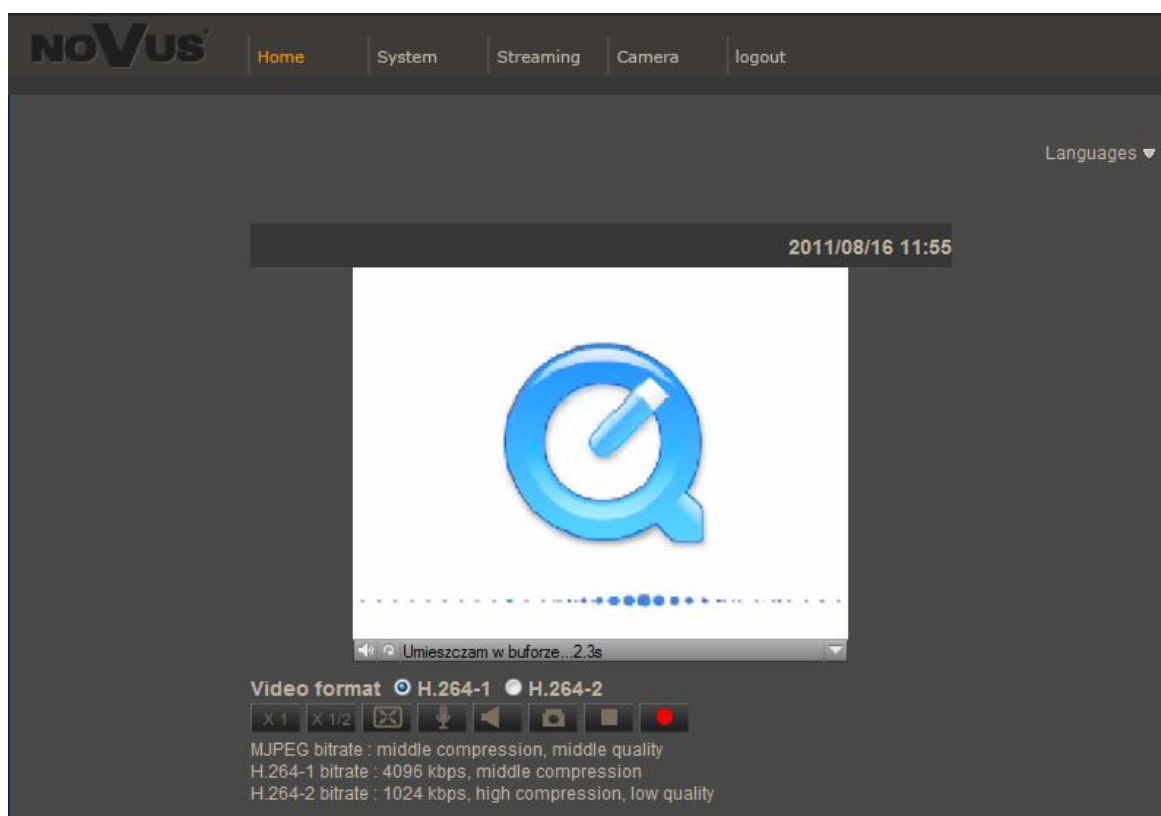 NOVUS
Home System Streaming Camera logout
Languages
2011/08/16 11:55
Umieszczam w buforze...2.3s
Video format H.264-1 H.264-2
X 1 X 1/2
MJPEG bitrate : middle compression, middle quality
H.264-1 bitrate : 4096 kbps, middle compression
H.264-2 bitrate : 1024 kbps, high compression, low quality